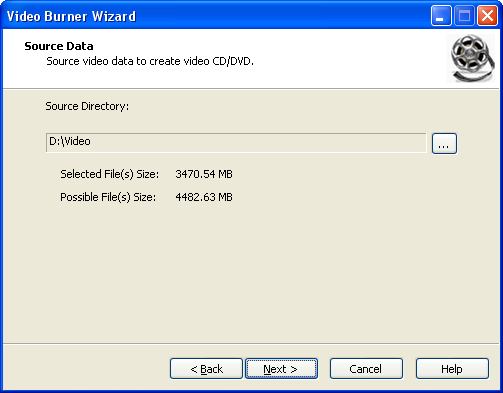 Video Burner Wizard
Source Data
Source video data to create video CD/DVD.
Source Directory:
D:\Video
...
Selected File(s) Size: 3470.54 MB
Possible File(s) Size: 4482.63 MB
< Back Next > Cancel Help